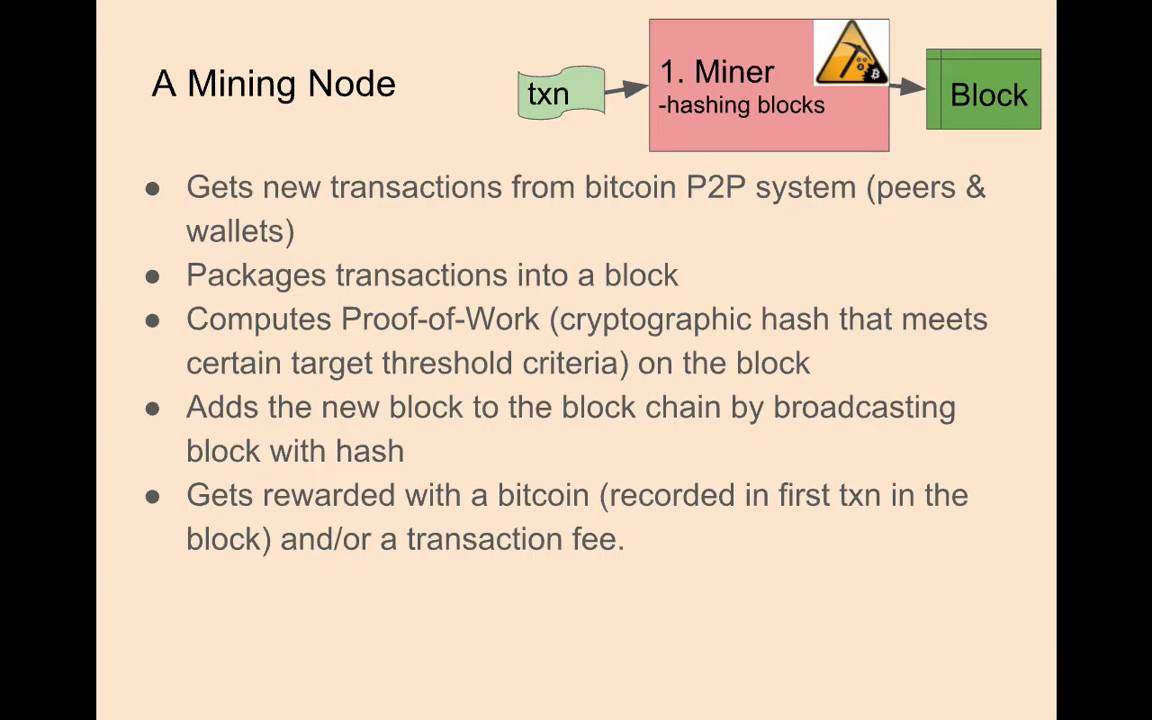 A Mining Node
txn
1. Miner
-hashing blocks
Block
● Gets new transactions from bitcoin P2P system (peers &
wallets)
● Packages transactions into a block
● Computes Proof-of-Work (cryptographic hash that meets
certain target threshold criteria) on the block
● Adds the new block to the block chain by broadcasting
block with hash
● Gets rewarded with a bitcoin (recorded in first txn in the
block) and/or a transaction fee.